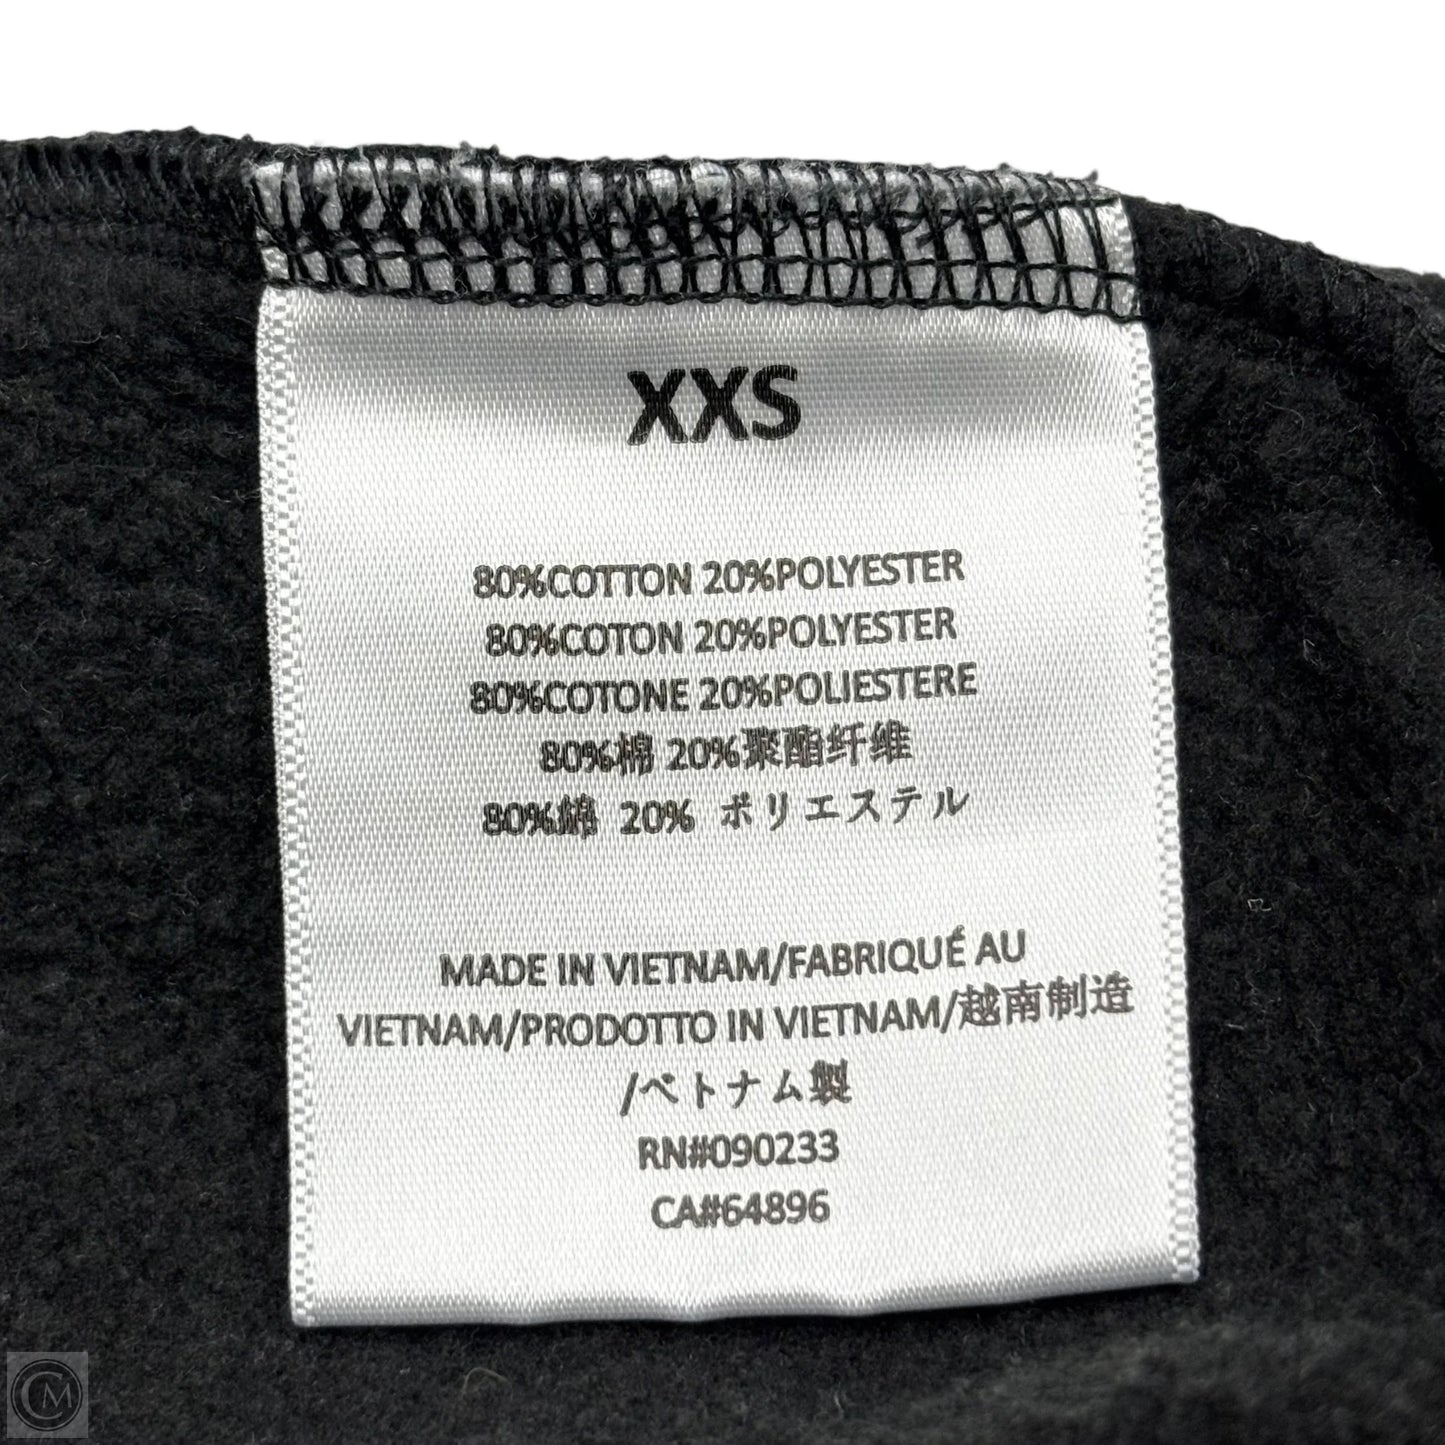 XXS
80%COTTON 20%POLYESTER
80%COTON 20%POLYESTER
80%COTONE 20%POLIESTERE
80%棉 20%聚酯纤维
80%綿 20% ポリエステル
MADE IN VIETNAM/FABRIQUÉ AU
VIETNAM/PRODOTTO IN VIETNAM/越南制造
/ベトナム製
RN#090233
CA#64896
CM